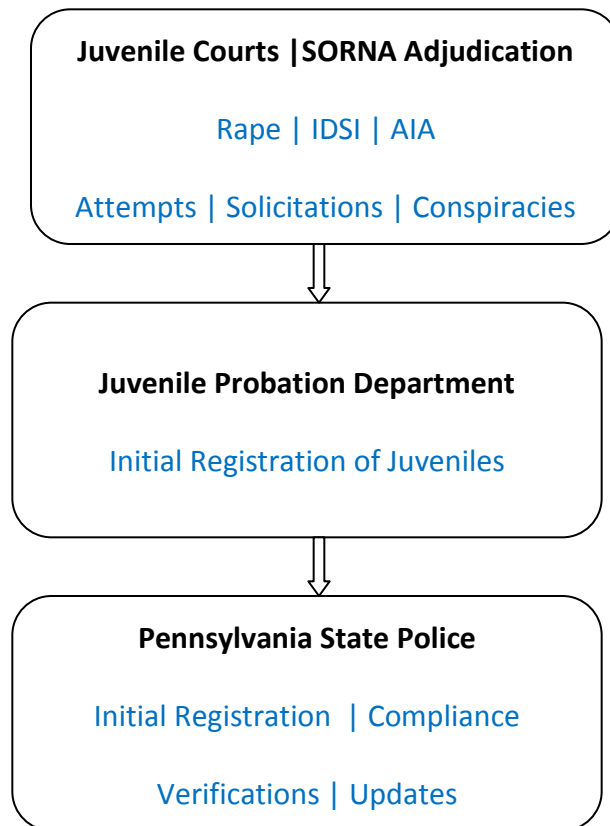 Juvenile Courts |SORNA Adjudication
Rape | IDSI | AIA
Attempts | Solicitations | Conspiracies
Juvenile Probation Department
Initial Registration of Juveniles
Pennsylvania State Police
Initial Registration | Compliance
Verifications | Updates